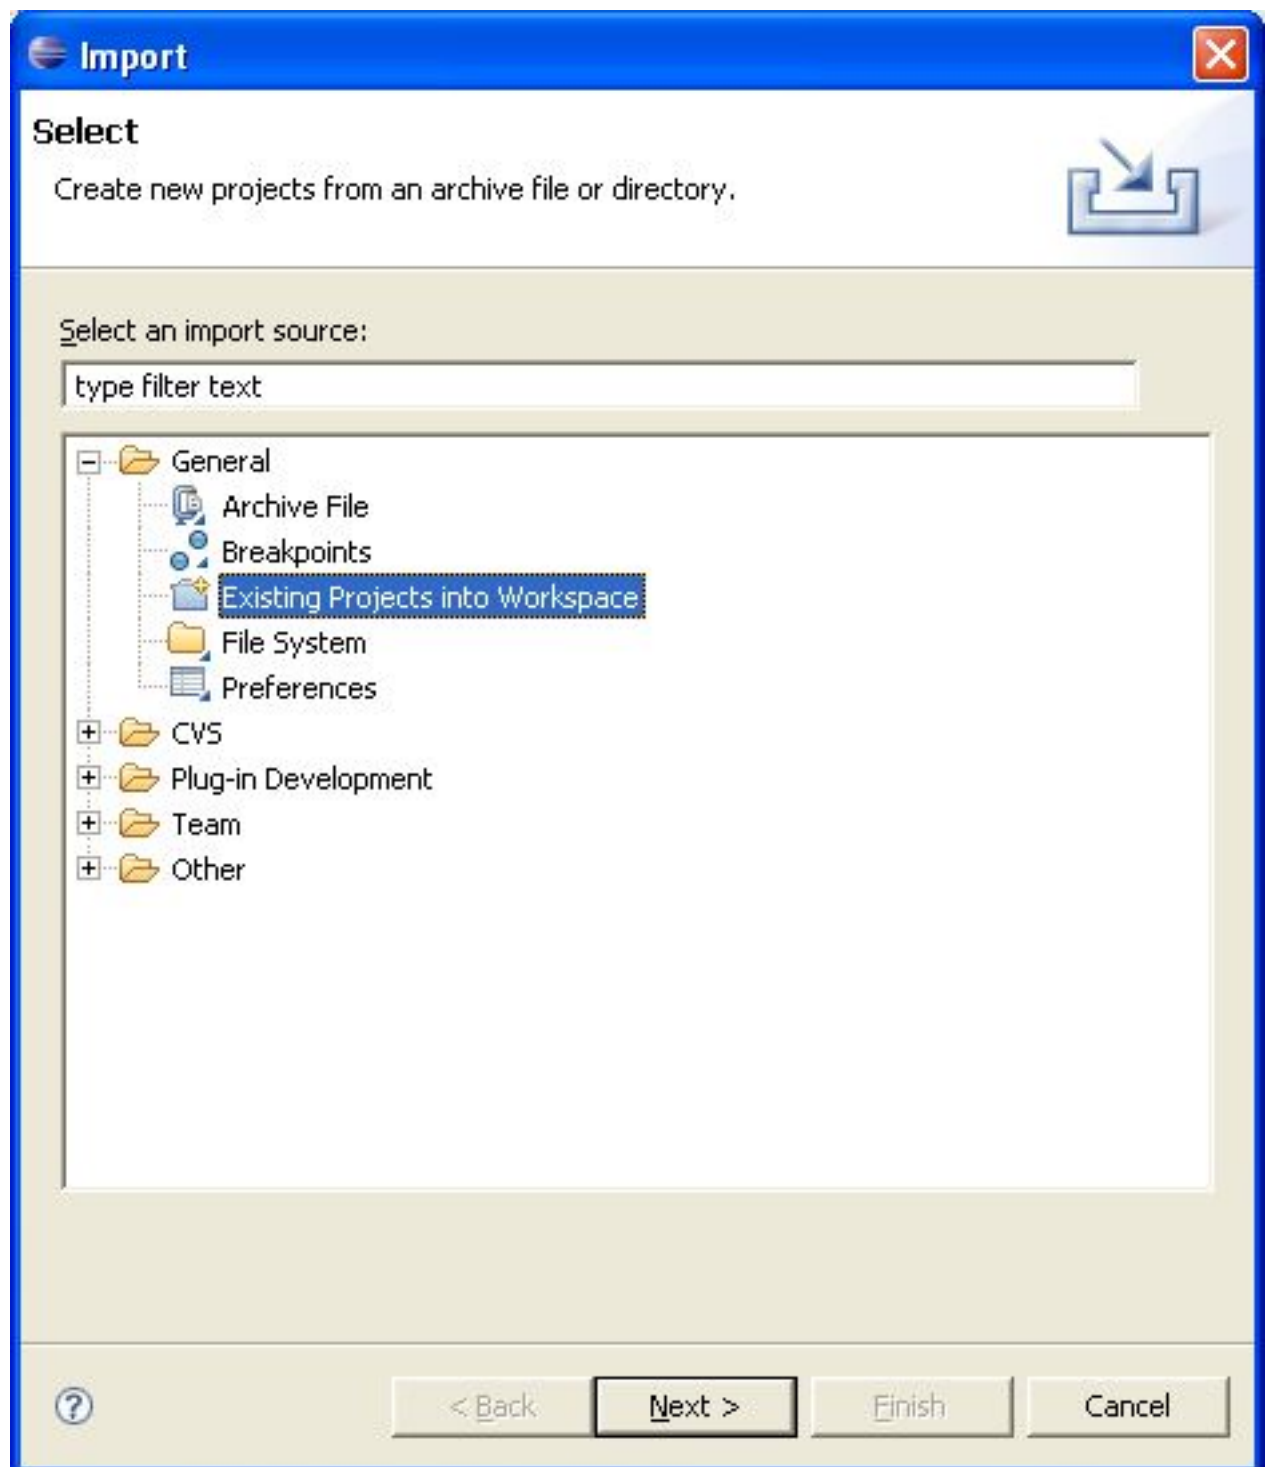 Import
Select
Create new projects from an archive file or directory.
Select an import source:
type filter text
General
Archive File
Breakpoints
Existing Projects into Workspace
File System
Preferences
CVS
Plug-in Development
Team
Other
< Back Next > Finish Cancel